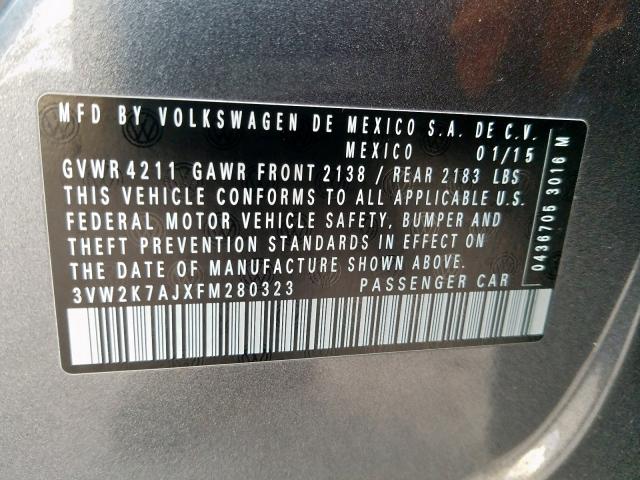 MFD BY VOLKSWAGEN DE MEXICO S.A. DE C.V.
MEXICO 01/15
GVWR 4211 GAWR FRONT 2138 / REAR 2183 LBS
THIS VEHICLE CONFORMS TO ALL APPLICABLE U.S.
FEDERAL MOTOR VEHICLE SAFETY, BUMPER AND
THEFT PREVENTION STANDARDS IN EFFECT ON
THE DATE OF MANUFACTURE SHOWN ABOVE.
3VW2K7AJXFM280323 PASSENGER CAR
0436705 3016 M